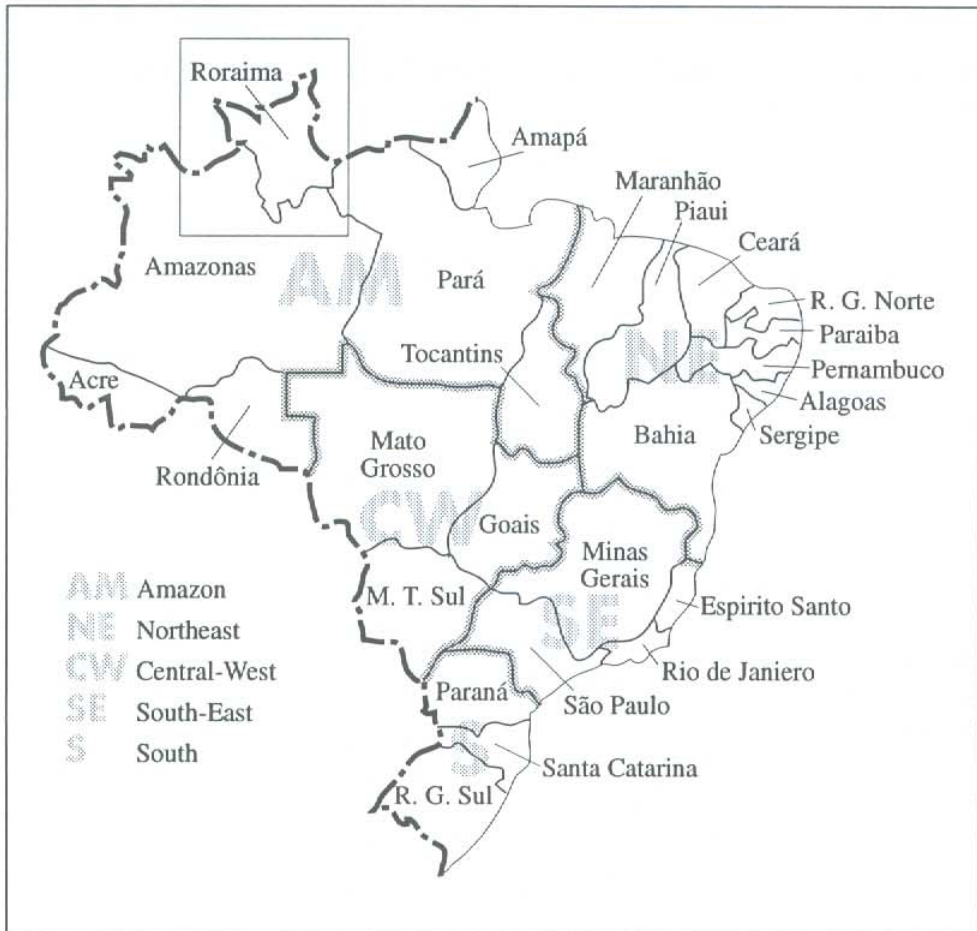 Roraima
Amapá
Maranhão
Piaui
Ceará
Amazonas
AM
Pará
R. G. Norte
Paraiba
Tocantins
NE
Pernambuco
Acre
Alagoas
Bahia
Sergipe
Mato
Grosso
Rondônia
CW
Goais
Minas
Gerais
AM Amazon
M. T. Sul
SE
Espirito Santo
NE Northeast
CW Central-West
Rio de Janiero
Paraná
São Paulo
SE South-East
S South
S
Santa Catarina
R. G. Sul